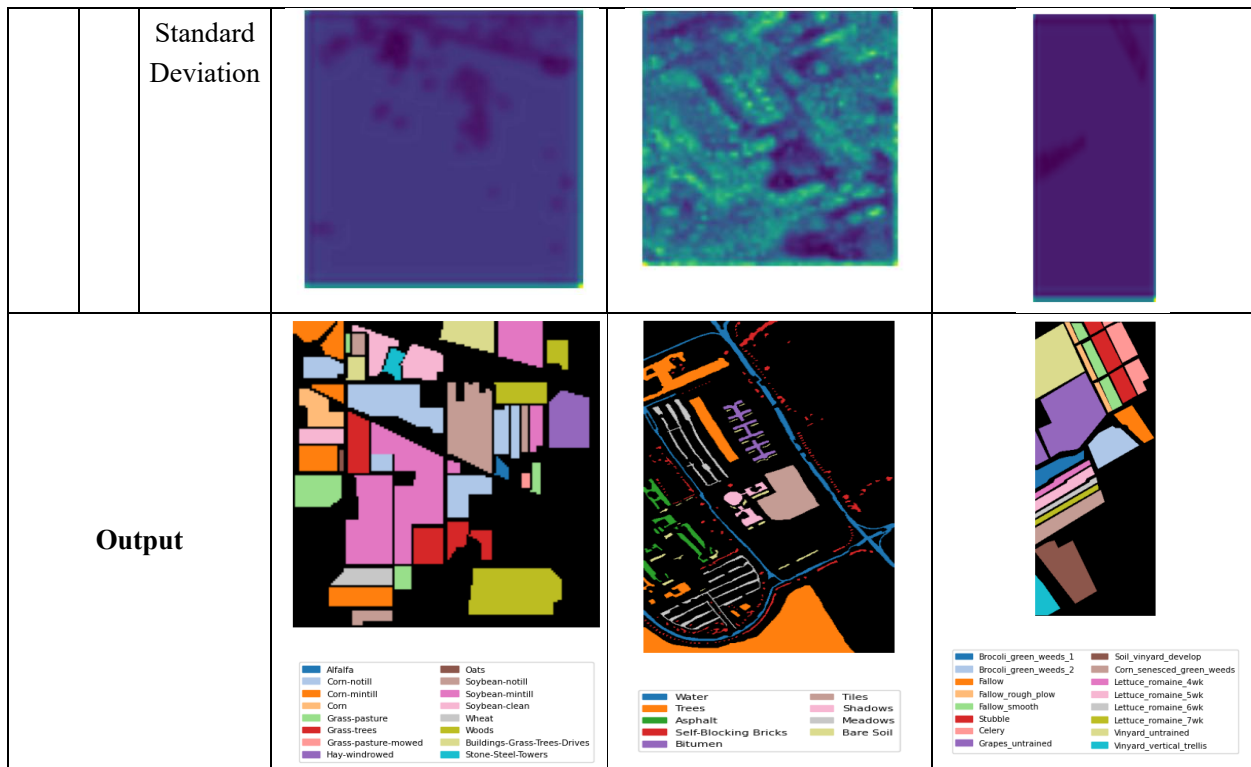 Standard
Deviation
Output
Alfalfa
Corn-notill
Corn-mintill
Corn
Grass-pasture
Grass-trees
Grass-pasture-mowed
Hay-windrowed
Oats
Soybean-notill
Soybean-mintill
Soybean-clean
Wheat
Woods
Buildings-Grass-Trees-Drives
Stone-Steel-Towers
Water
Trees
Asphalt
Self-Blocking Bricks
Bitumen
Tiles
Shadows
Meadows
Bare Soil
Brocoli_green_weeds_1
Brocoli_green_weeds_2
Fallow
Fallow_rough_plow
Fallow_smooth
Stubble
Celery
Grapes_untrained
Soil_vinyard_develop
Corn_senesced_green_weeds
Lettuce_romaine_4wk
Lettuce_romaine_5wk
Lettuce_romaine_6wk
Lettuce_romaine_7wk
Vinyard_untrained
Vinyard_vertical_trellis